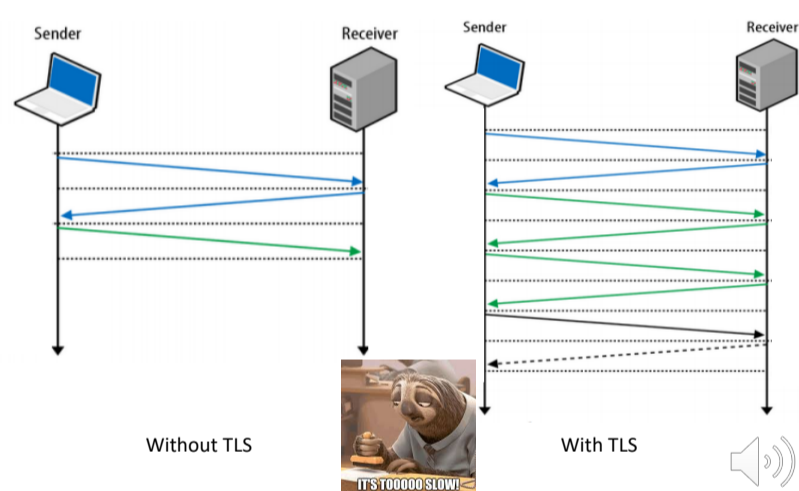 Sender
Receiver
Sender
Receiver
Without TLS
With TLS
IT'S TOOOOO SLOW!